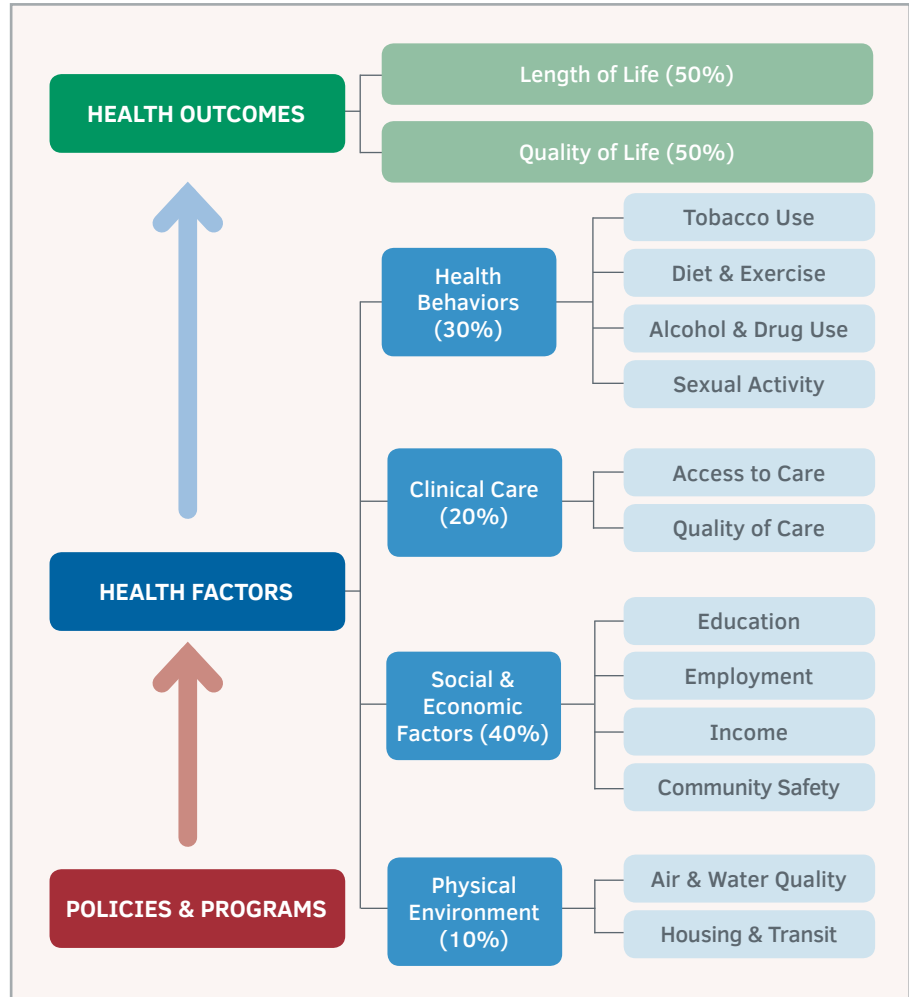 HEALTH OUTCOMES
Length of Life (50%)
Quality of Life (50%)
HEALTH FACTORS
Health
Behaviors
(30%)
Tobacco Use
Diet & Exercise
Alcohol & Drug Use
Sexual Activity
Clinical Care
(20%)
Access to Care
Quality of Care
Social &
Economic
Factors (40%)
Education
Employment
Income
Community Safety
Physical
Environment
(10%)
Air & Water Quality
Housing & Transit
POLICIES & PROGRAMS